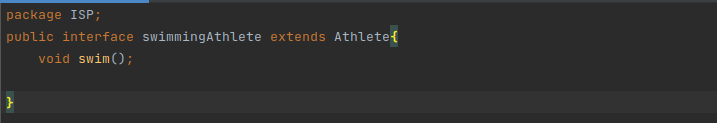 package ISP;
public interface swimmingAthlete extends Athlete{
    void swim();
}